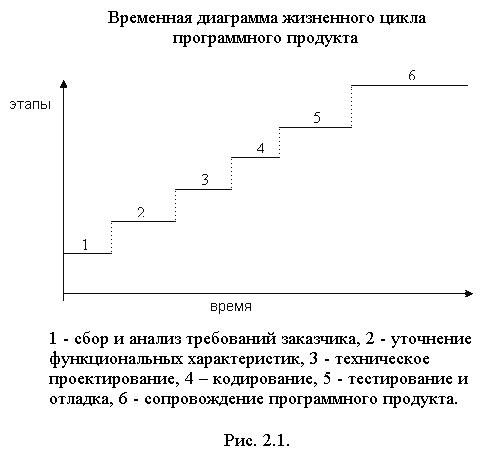 Временная диаграмма жизненного цикла
программного продукта
6
этапы
5
4
3
2
1
время
1 - сбор и анализ требований заказчика, 2 - уточнение
функциональных характеристик, 3 - техническое
проектирование, 4 – кодирование, 5 - тестирование и
отладка, 6 - сопровождение программного продукта.
Рис. 2.1.